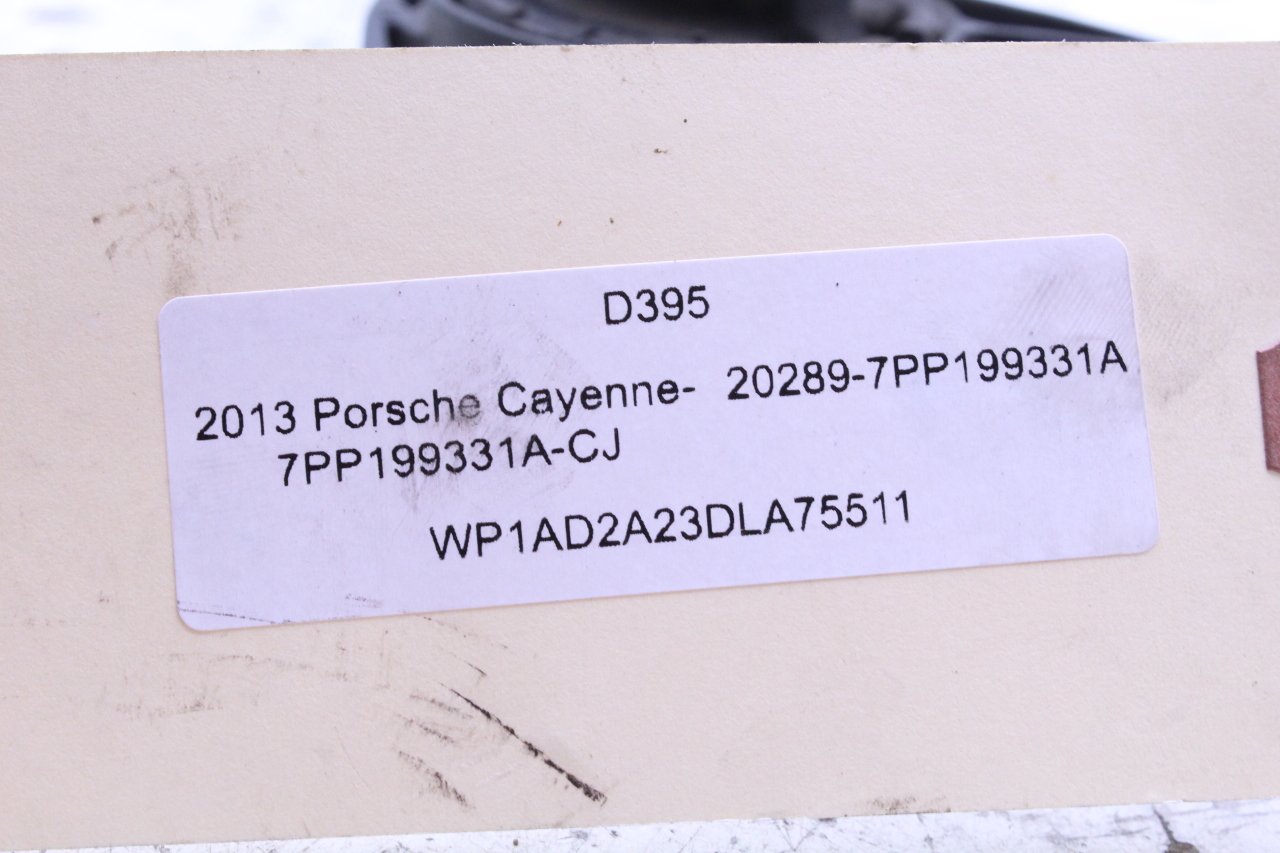 D395
2013 Porsche Cayenne- 20289-7PP199331A
7PP199331A-CJ
WP1AD2A23DLA75511